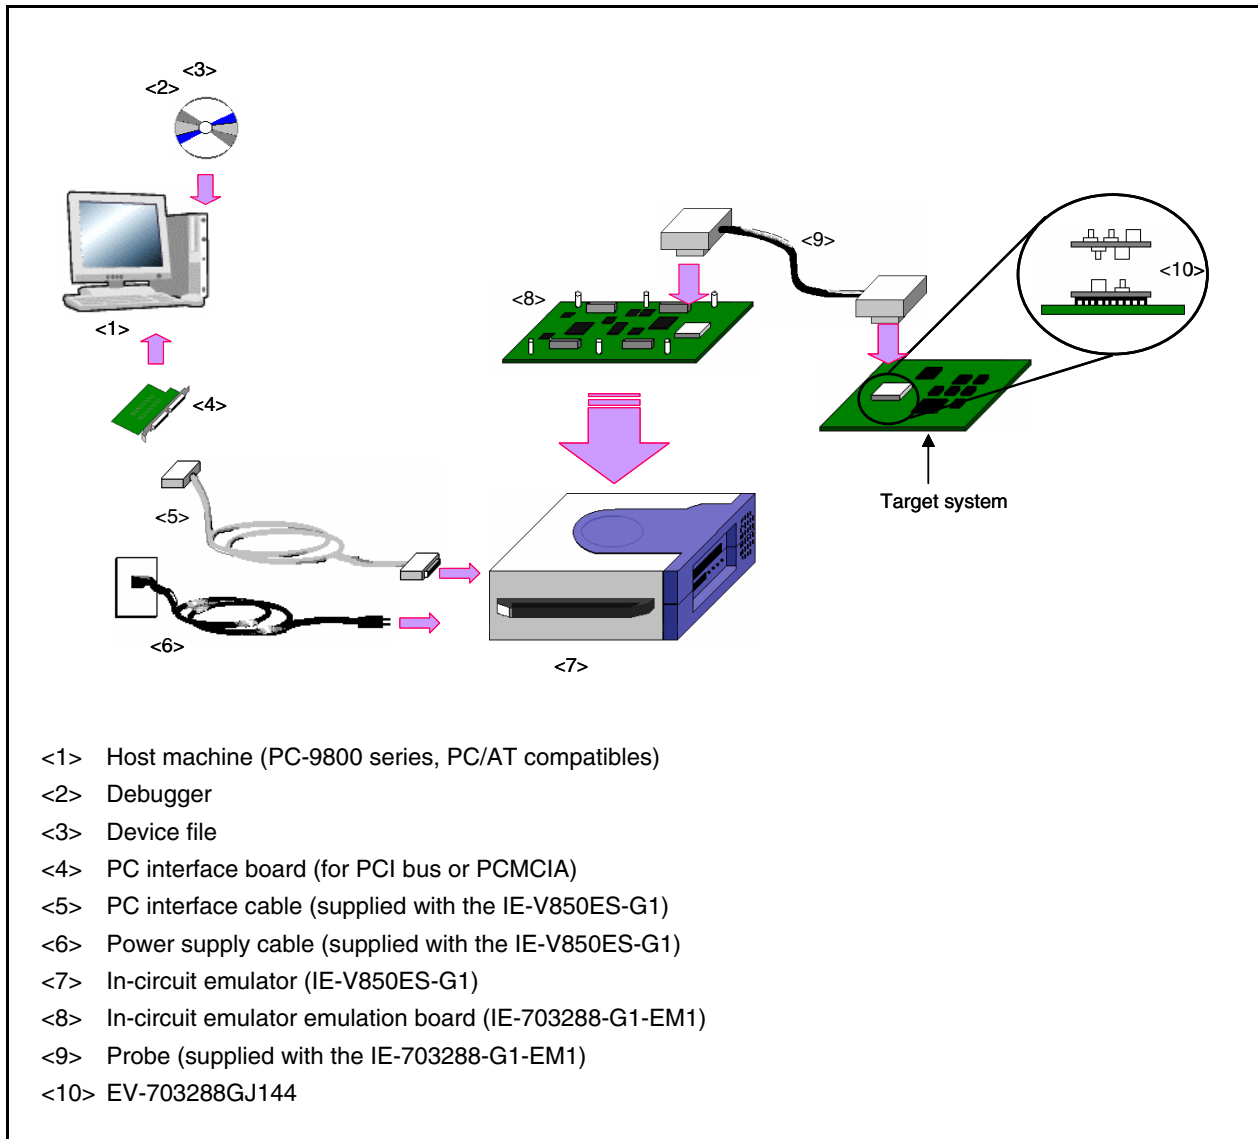 <3>
<2>
<1>
<4>
<5>
<6>
<7>
<8>
<9>
<10>
Target system
<1> Host machine (PC-9800 series, PC/AT compatibles)
<2> Debugger
<3> Device file
<4> PC interface board (for PCI bus or PCMCIA)
<5> PC interface cable (supplied with the IE-V850ES-G1)
<6> Power supply cable (supplied with the IE-V850ES-G1)
<7> In-circuit emulator (IE-V850ES-G1)
<8> In-circuit emulator emulation board (IE-703288-G1-EM1)
<9> Probe (supplied with the IE-703288-G1-EM1)
<10> EV-703288GJ144